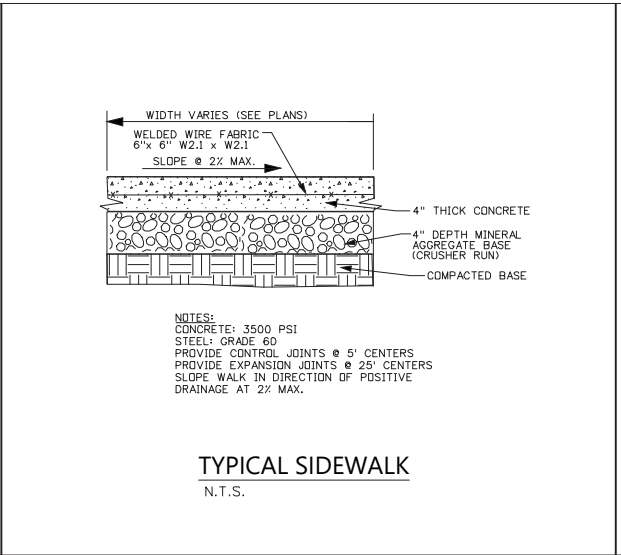 WIDTH VARIES (SEE PLANS)
WELDED WIRE FABRIC
6"x 6" W2.1 x W2.1
SLOPE @ 2% MAX.
4" THICK CONCRETE
4" DEPTH MINERAL
AGGREGATE BASE
(CRUSHER RUN)
COMPACTED BASE
NOTES:
CONCRETE: 3500 PSI
STEEL: GRADE 60
PROVIDE CONTROL JOINTS @ 5' CENTERS
PROVIDE EXPANSION JOINTS @ 25' CENTERS
SLOPE WALK IN DIRECTION OF POSITIVE
DRAINAGE AT 2% MAX.
TYPICAL SIDEWALK
N.T.S.